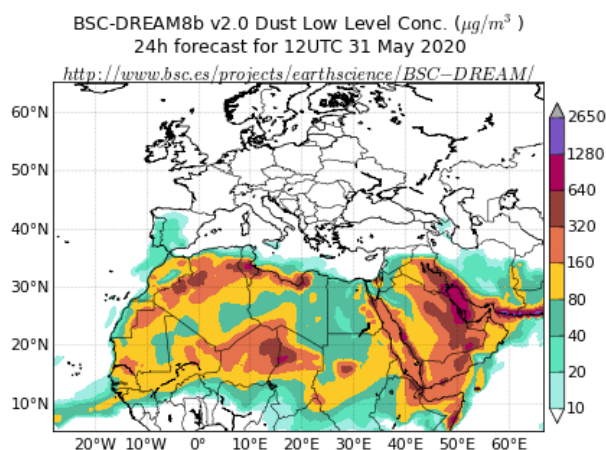 BSC-DREAM8b v2.0 Dust Low Level Conc. (μg/m³ )
24h forecast for 12UTC 31 May 2020
http://www.bsc.es/projects/earthscience/BSC−DREAM/
60°N
50°N
40°N
30°N
20°N
10°N
20°W 10°W 0° 10°E 20°E 30°E 40°E 50°E 60°E
2650
1280
640
320
160
80
40
20
10